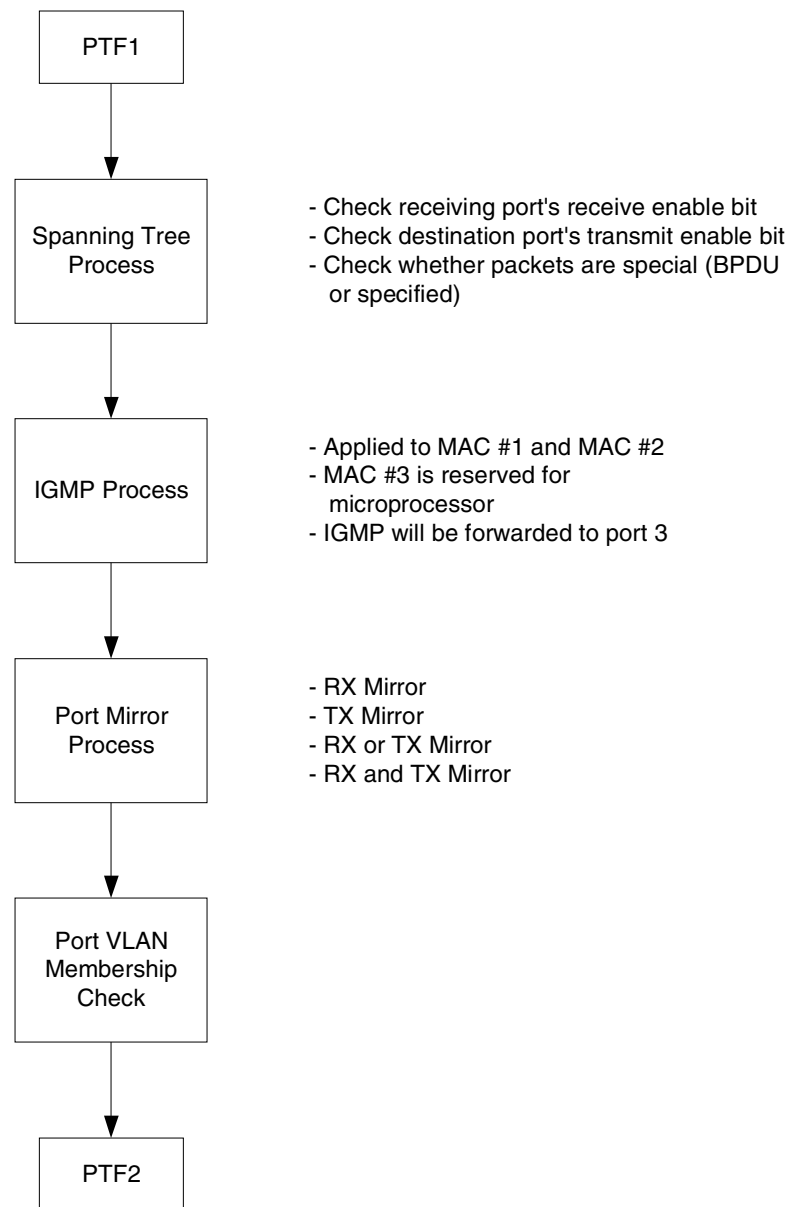 PTF1
Spanning Tree
Process
- Check receiving port's receive enable bit
- Check destination port's transmit enable bit
- Check whether packets are special (BPDU
or specified)
IGMP Process
- Applied to MAC #1 and MAC #2
- MAC #3 is reserved for
microprocessor
- IGMP will be forwarded to port 3
Port Mirror
Process
- RX Mirror
- TX Mirror
- RX or TX Mirror
- RX and TX Mirror
Port VLAN
Membership
Check
PTF2